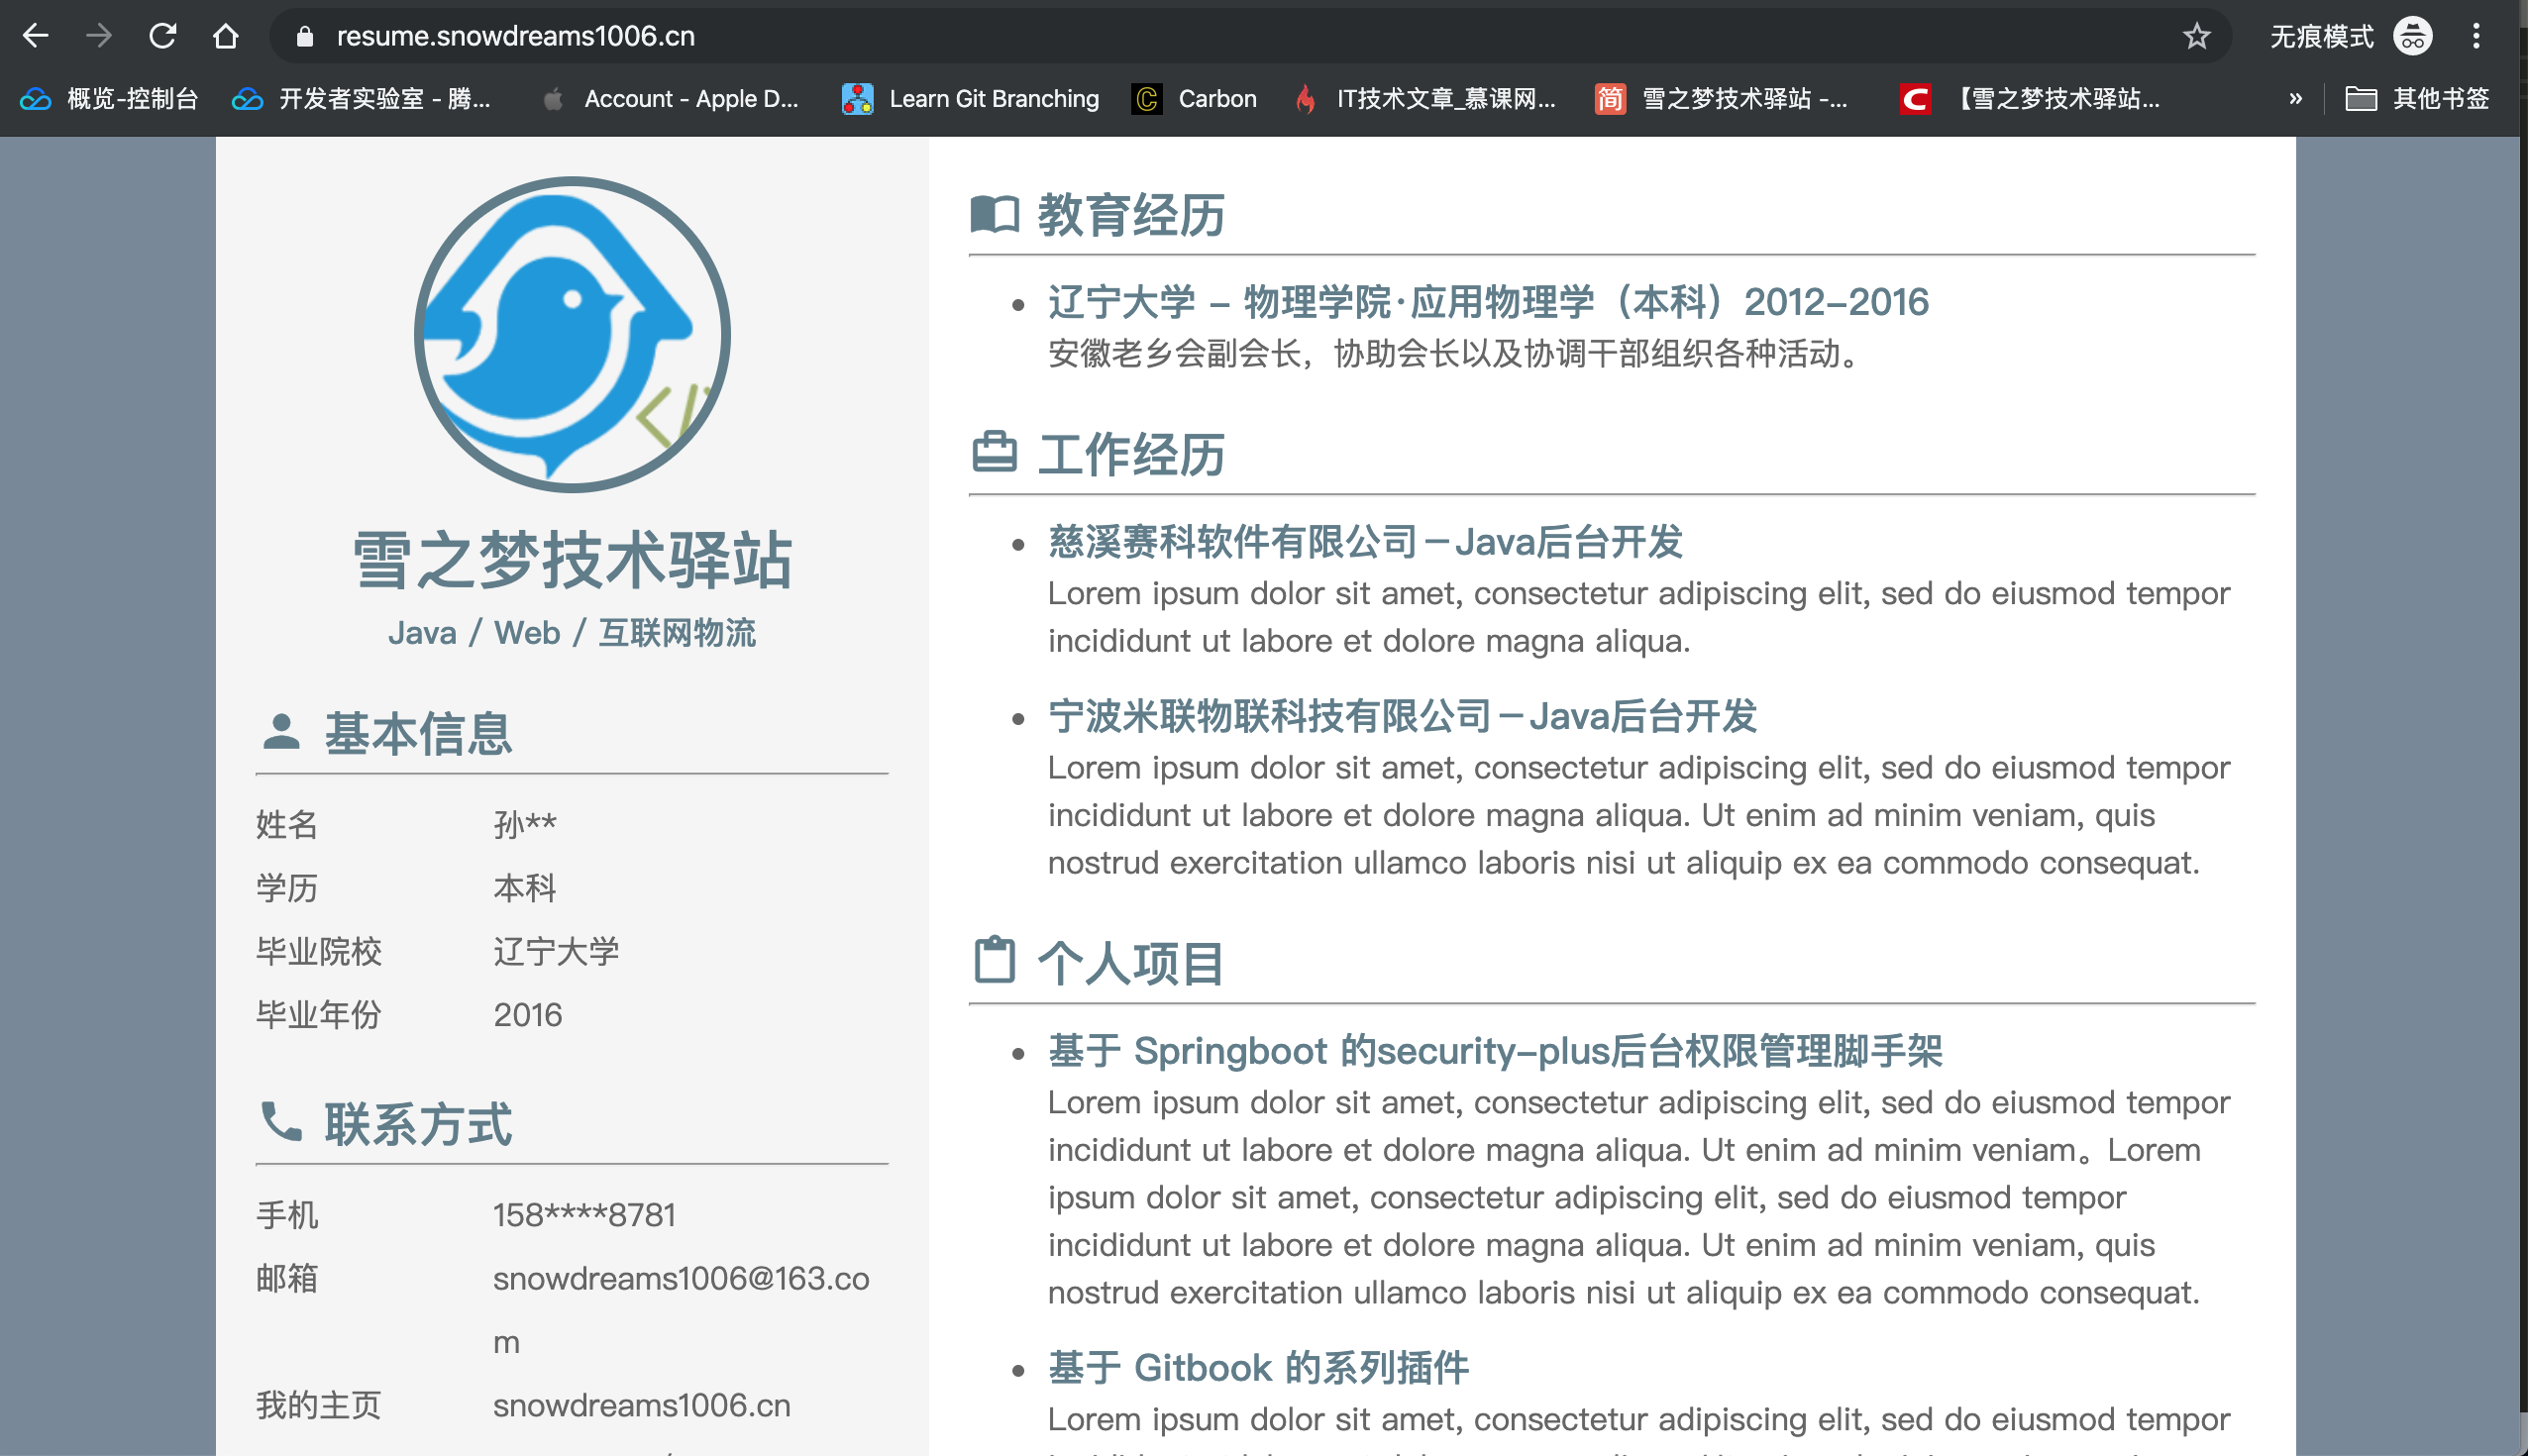 resume.snowdreams1006.cn
无痕模式
概览-控制台
开发者实验室 - 腾...
Account - Apple D...
Learn Git Branching
Carbon
IT技术文章_慕课网...
雪之梦技术驿站 -...
【雪之梦技术驿站...
»
其他书签
</
雪之梦技术驿站
Java / Web / 互联网物流
基本信息
姓名 孙**
学历 本科
毕业院校 辽宁大学
毕业年份 2016
联系方式
手机 158****8781
邮箱 snowdreams1006@163.co
m
我的主页 snowdreams1006.cn
教育经历
辽宁大学 – 物理学院·应用物理学（本科）2012–2016
安徽老乡会副会长，协助会长以及协调干部组织各种活动。
工作经历
慈溪赛科软件有限公司－Java后台开发
Lorem ipsum dolor sit amet, consectetur adipiscing elit, sed do eiusmod tempor
incididunt ut labore et dolore magna aliqua.
宁波米联物联科技有限公司－Java后台开发
Lorem ipsum dolor sit amet, consectetur adipiscing elit, sed do eiusmod tempor
incididunt ut labore et dolore magna aliqua. Ut enim ad minim veniam, quis
nostrud exercitation ullamco laboris nisi ut aliquip ex ea commodo consequat.
个人项目
基于 Springboot 的security–plus后台权限管理脚手架
Lorem ipsum dolor sit amet, consectetur adipiscing elit, sed do eiusmod tempor
incididunt ut labore et dolore magna aliqua. Ut enim ad minim veniam。Lorem
ipsum dolor sit amet, consectetur adipiscing elit, sed do eiusmod tempor
incididunt ut labore et dolore magna aliqua. Ut enim ad minim veniam, quis
nostrud exercitation ullamco laboris nisi ut aliquip ex ea commodo consequat.
基于 Gitbook 的系列插件
Lorem ipsum dolor sit amet, consectetur adipiscing elit, sed do eiusmod tempor